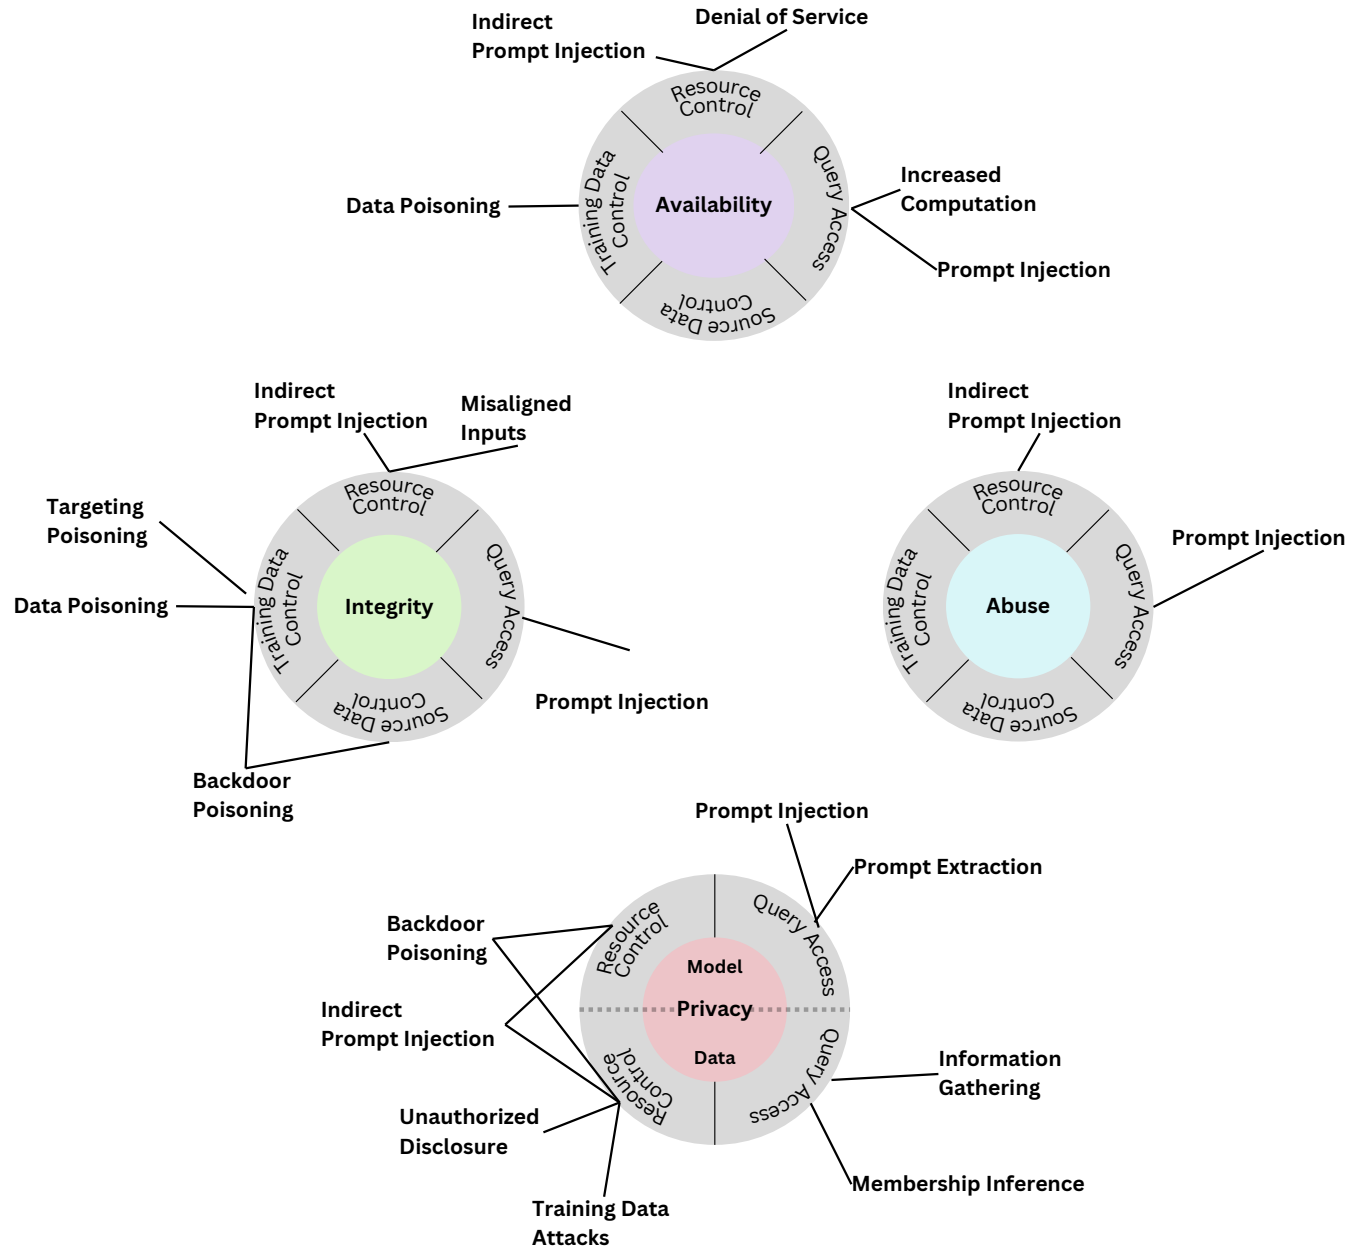 Indirect
Prompt Injection
Denial of Service
Resource
Control
Training Data
Control
Availability
Query Access
Source Data
Control
Data Poisoning
Increased
Computation
Prompt Injection
Indirect
Prompt Injection
Misaligned
Inputs
Targeting
Poisoning
Data Poisoning
Resource
Control
Training Data
Control
Integrity
Query Access
Source Data
Control
Prompt Injection
Backdoor
Poisoning
Indirect
Prompt Injection
Prompt Injection
Resource
Control
Training Data
Control
Abuse
Query Access
Source Data
Control
Prompt Injection
Prompt Extraction
Backdoor
Poisoning
Indirect
Prompt Injection
Resource
Control
Query Access
Model
Privacy
Data
Resource
Control
Query Access
Information
Gathering
Unauthorized
Disclosure
Membership Inference
Training Data
Attacks